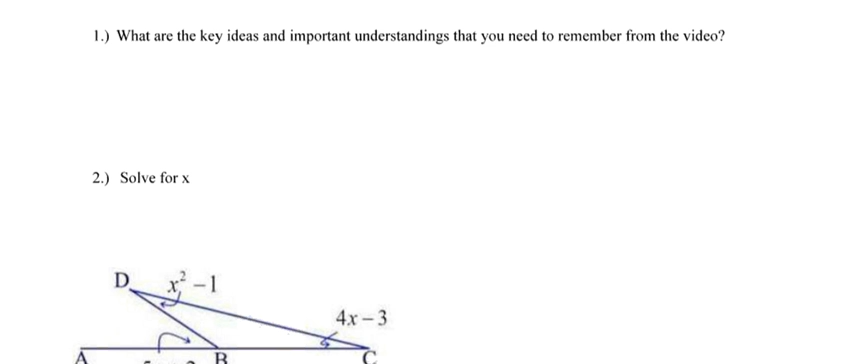 1.) What are the key ideas and important understandings that you need to remember from the video?
2.) Solve for x
D x² – 1
4x – 3
A B C